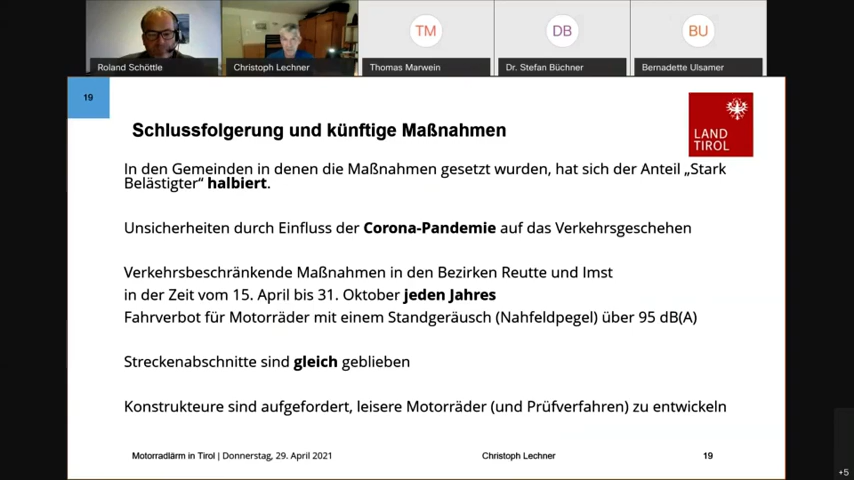 TM
DB
BU
Roland Schöttle
Christoph Lechner
Thomas Marwein
Dr. Stefan Büchner
Bernadette Ulsamer
19
LAND
TIROL
Schlussfolgerung und künftige Maßnahmen
In den Gemeinden in denen die Maßnahmen gesetzt wurden, hat sich der Anteil „Stark
Belästigter“ halbiert.
Unsicherheiten durch Einfluss der Corona-Pandemie auf das Verkehrsgeschehen
Verkehrsbeschränkende Maßnahmen in den Bezirken Reutte und Imst
in der Zeit vom 15. April bis 31. Oktober jeden Jahres
Fahrverbot für Motorräder mit einem Standgeräusch (Nahfeldpegel) über 95 dB(A)
Streckenabschnitte sind gleich geblieben
Konstrukteure sind aufgefordert, leisere Motorräder (und Prüfverfahren) zu entwickeln
Motorradlärm in Tirol | Donnerstag, 29. April 2021
Christoph Lechner
19
+5